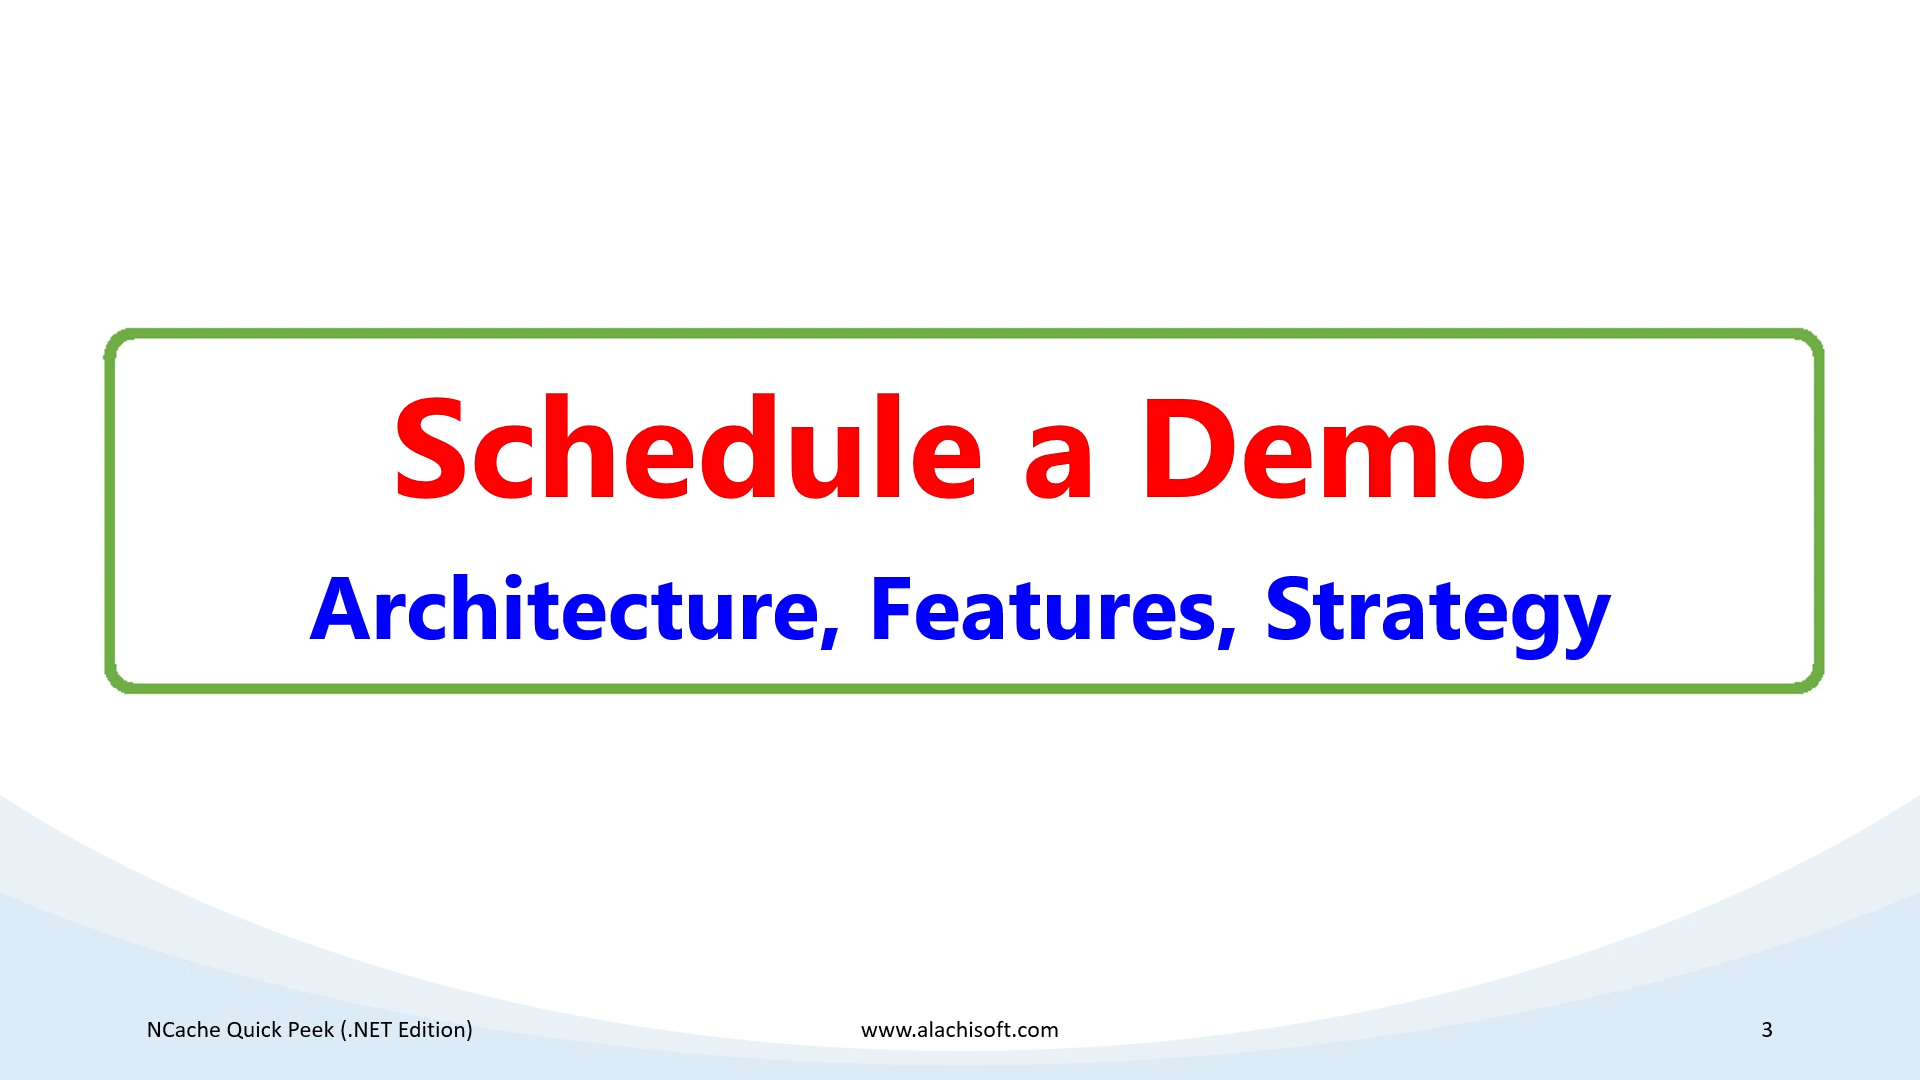 Schedule a Demo
Architecture, Features, Strategy
NCache Quick Peek (.NET Edition)
www.alachisoft.com
3